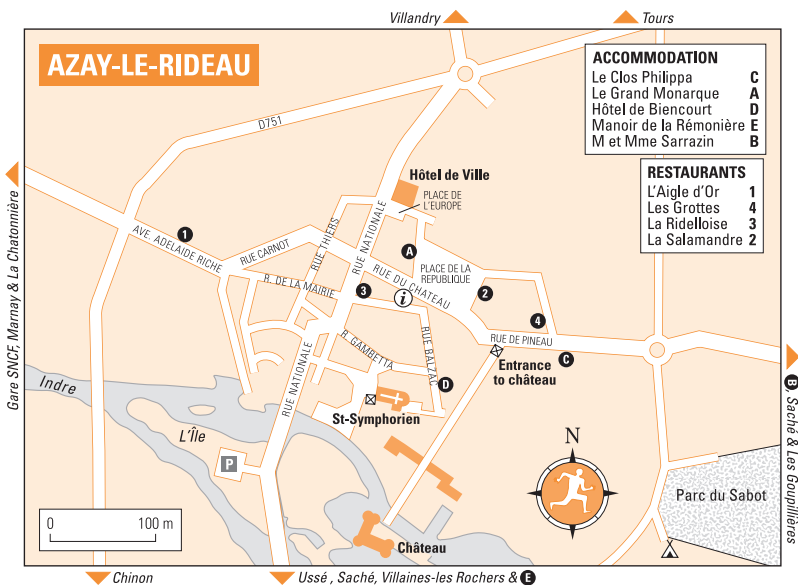 Villandry
Tours
AZAY-LE-RIDEAU
ACCOMMODATION
Le Clos Philippa C
Le Grand Monarque A
Hôtel de Biencourt D
Manoir de la Rémonière E
M et Mme Sarrazin B
RESTAURANTS
L'Aigle d'Or 1
Les Grottes 4
La Ridelloise 3
La Salamandre 2
D751
Hôtel de Ville
PLACE DE
L'EUROPE
Gare SNCF, Marnay & La Chatonnière
1
AVE. ADELAIDE RICHE
RUE CARNOT
RUE THIERS
RUE NATIONALE
A
PLACE DE LA
REPUBLIQUE
RUE DU CHATEAU
R. DE LA MAIRIE
3
i
2
4
RUE DE PINEAU
C
Entrance
to château
R. GAMBETTA
RUE BALZAC
D
RUE NATIONALE
St-Symphorien
Indre
L'Île
P
N
Parc du Sabot
B, Saché & Les Goupillières
0 100 m
Château
Chinon
Ussé , Saché, Villaines-les Rochers & E